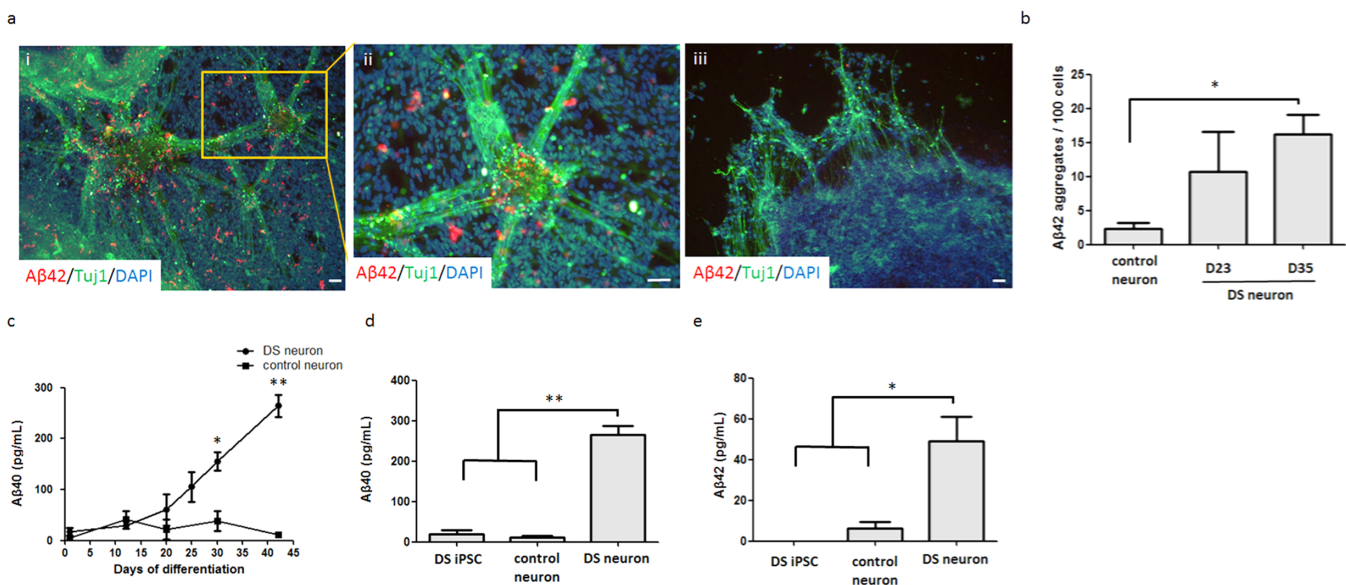 a
i
Aβ42/Tuj1/DAPI
ii
Aβ42/Tuj1/DAPI
iii
Aβ42/Tuj1/DAPI
b
Aβ42 aggregates / 100 cells
25
20
15
10
5
0
*
control
neuron
D23
D35
DS neuron
c
DS neuron
control neuron
Aβ40 (pg/mL)
300
200
100
0
*
**
0
5
10
15
20
25
30
35
40
45
Days of differentiation
d
Aβ40 (pg/mL)
400
300
200
100
0
**
DS iPSC
control
neuron
DS neuron
e
Aβ42 (pg/mL)
80
60
40
20
0
*
DS iPSC
control
neuron
DS neuron